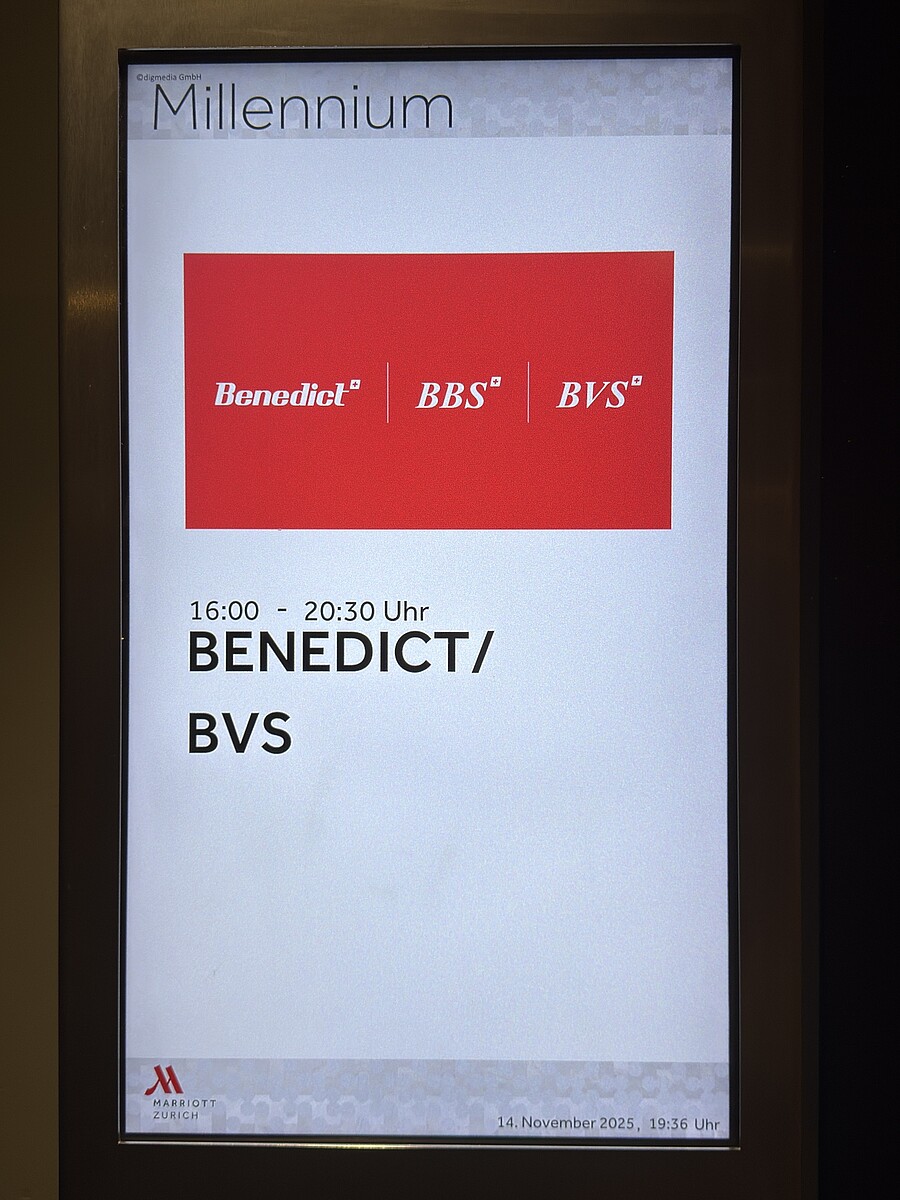 ©digmedia GmbH
Millennium
Benedict BBS BVS
16:00 - 20:30 Uhr
BENEDICT/
BVS
MARRIOTT
ZURICH
14. November 2025, 19:36 Uhr